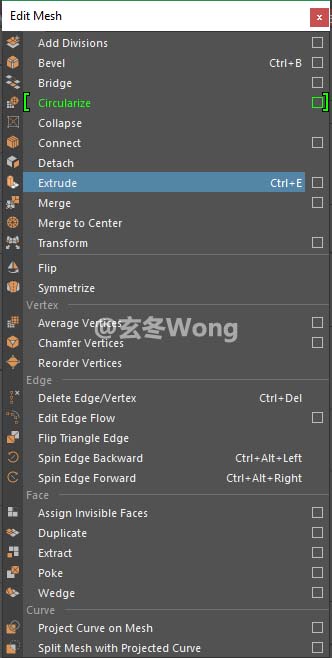 Edit Mesh
x
Add Divisions
Bevel Ctrl+B
Bridge
Circularize
Collapse
Connect
Detach
Extrude Ctrl+E
Merge
Merge to Center
Transform
Flip
Symmetrize
Vertex
Average Vertices
@玄冬Wong
Chamfer Vertices
Reorder Vertices
Edge
Delete Edge/Vertex Ctrl+Del
Edit Edge Flow
Flip Triangle Edge
Spin Edge Backward Ctrl+Alt+Left
Spin Edge Forward Ctrl+Alt+Right
Face
Assign Invisible Faces
Duplicate
Extract
Poke
Wedge
Curve
Project Curve on Mesh
Split Mesh with Projected Curve